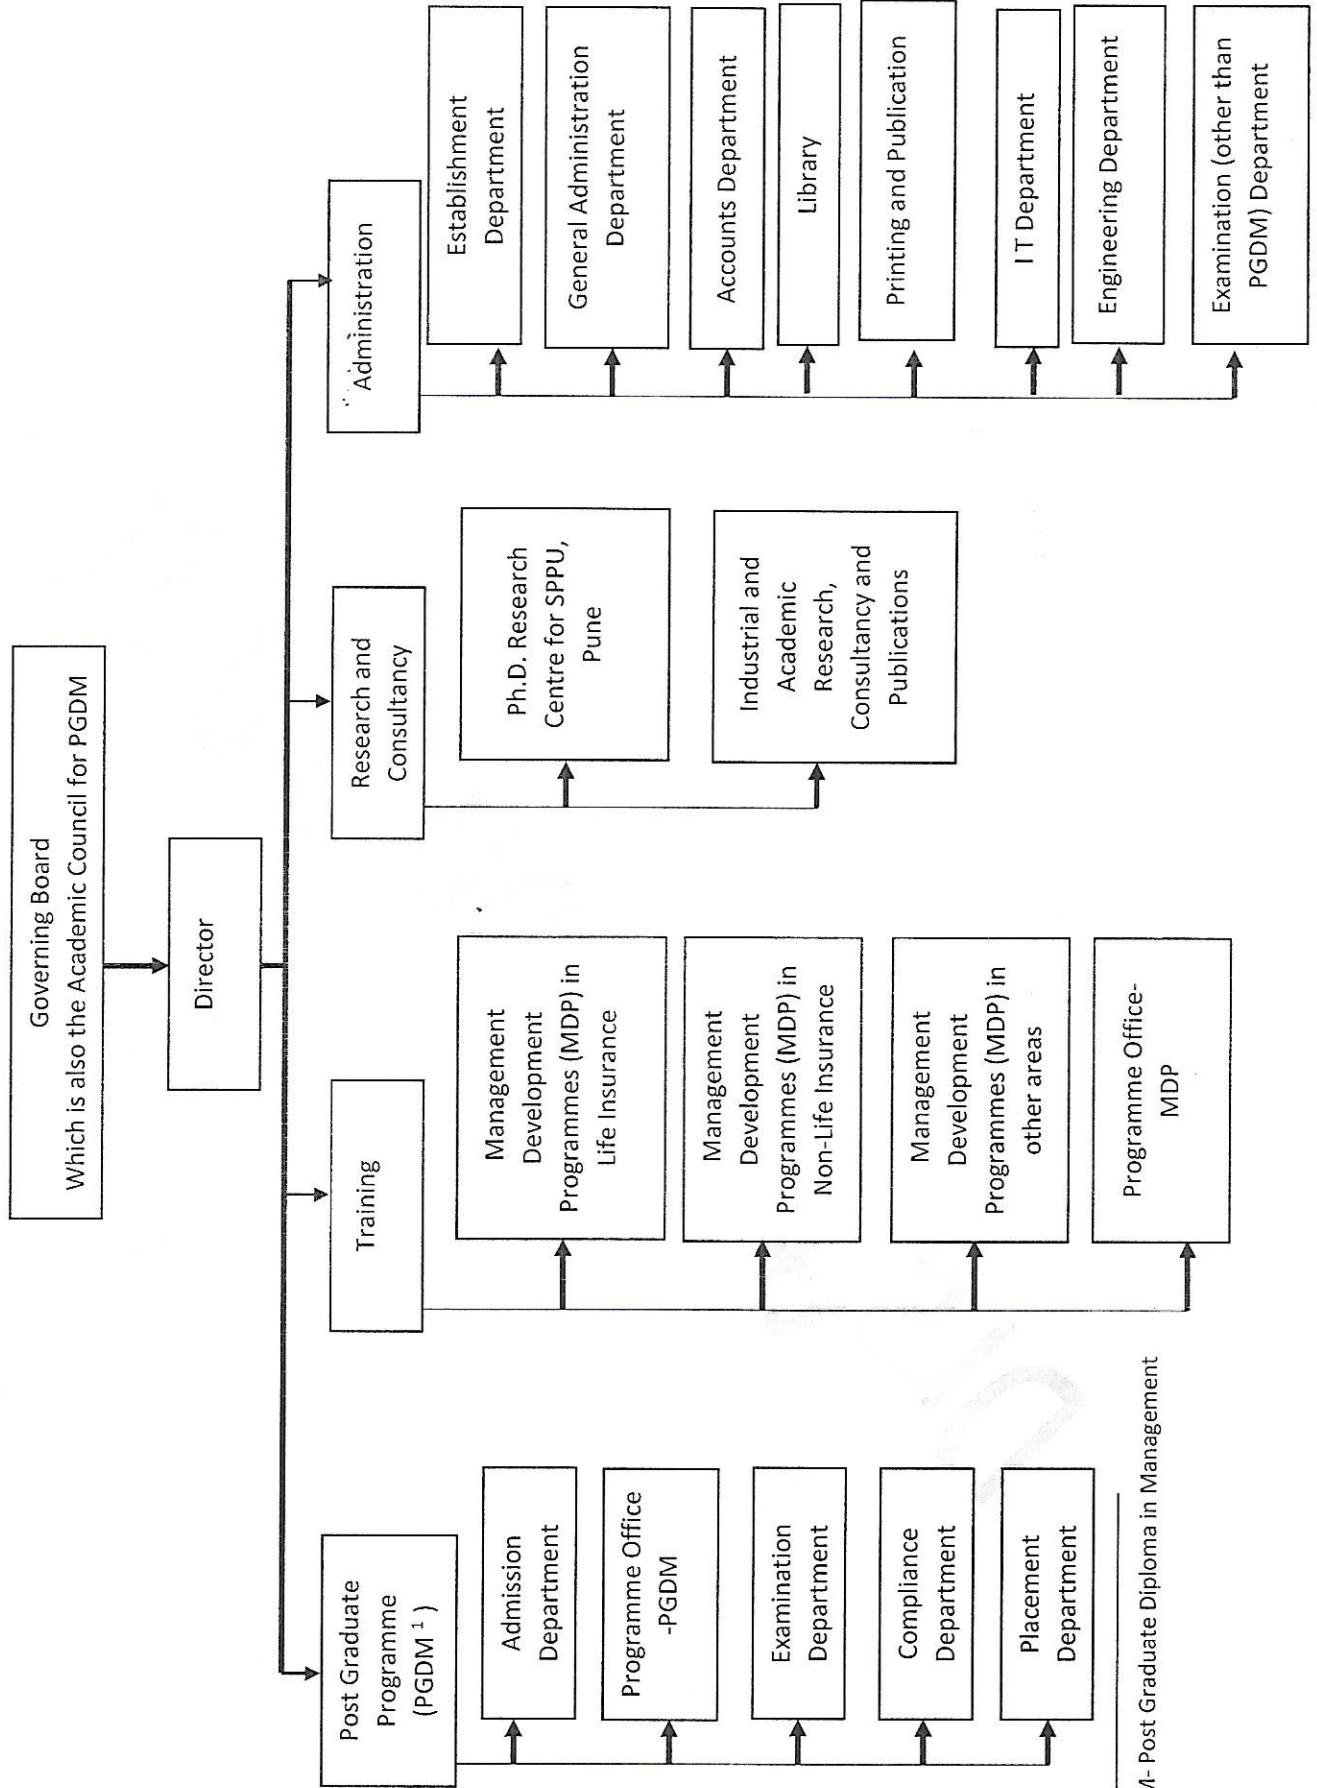 Governing Board
Which is also the Academic Council for PGDM
Director
Post Graduate
Programme
(PGDM ¹ )
Admission
Department
Programme Office
-PGDM
Examination
Department
Compliance
Department
Placement
Department
Training
Management
Development
Programmes (MDP) in
Life Insurance
Management
Development
Programmes (MDP) in
Non-Life Insurance
Management
Development
Programmes (MDP) in
other areas
Programme Office-
MDP
Research and
Consultancy
Ph.D. Research
Centre for SPPU,
Pune
Industrial and
Academic
Research,
Consultancy and
Publications
Administration
Establishment
Department
General Administration
Department
Accounts Department
Library
Printing and Publication
I T Department
Engineering Department
Examination (other than
PGDM) Department
- Post Graduate Diploma in Management